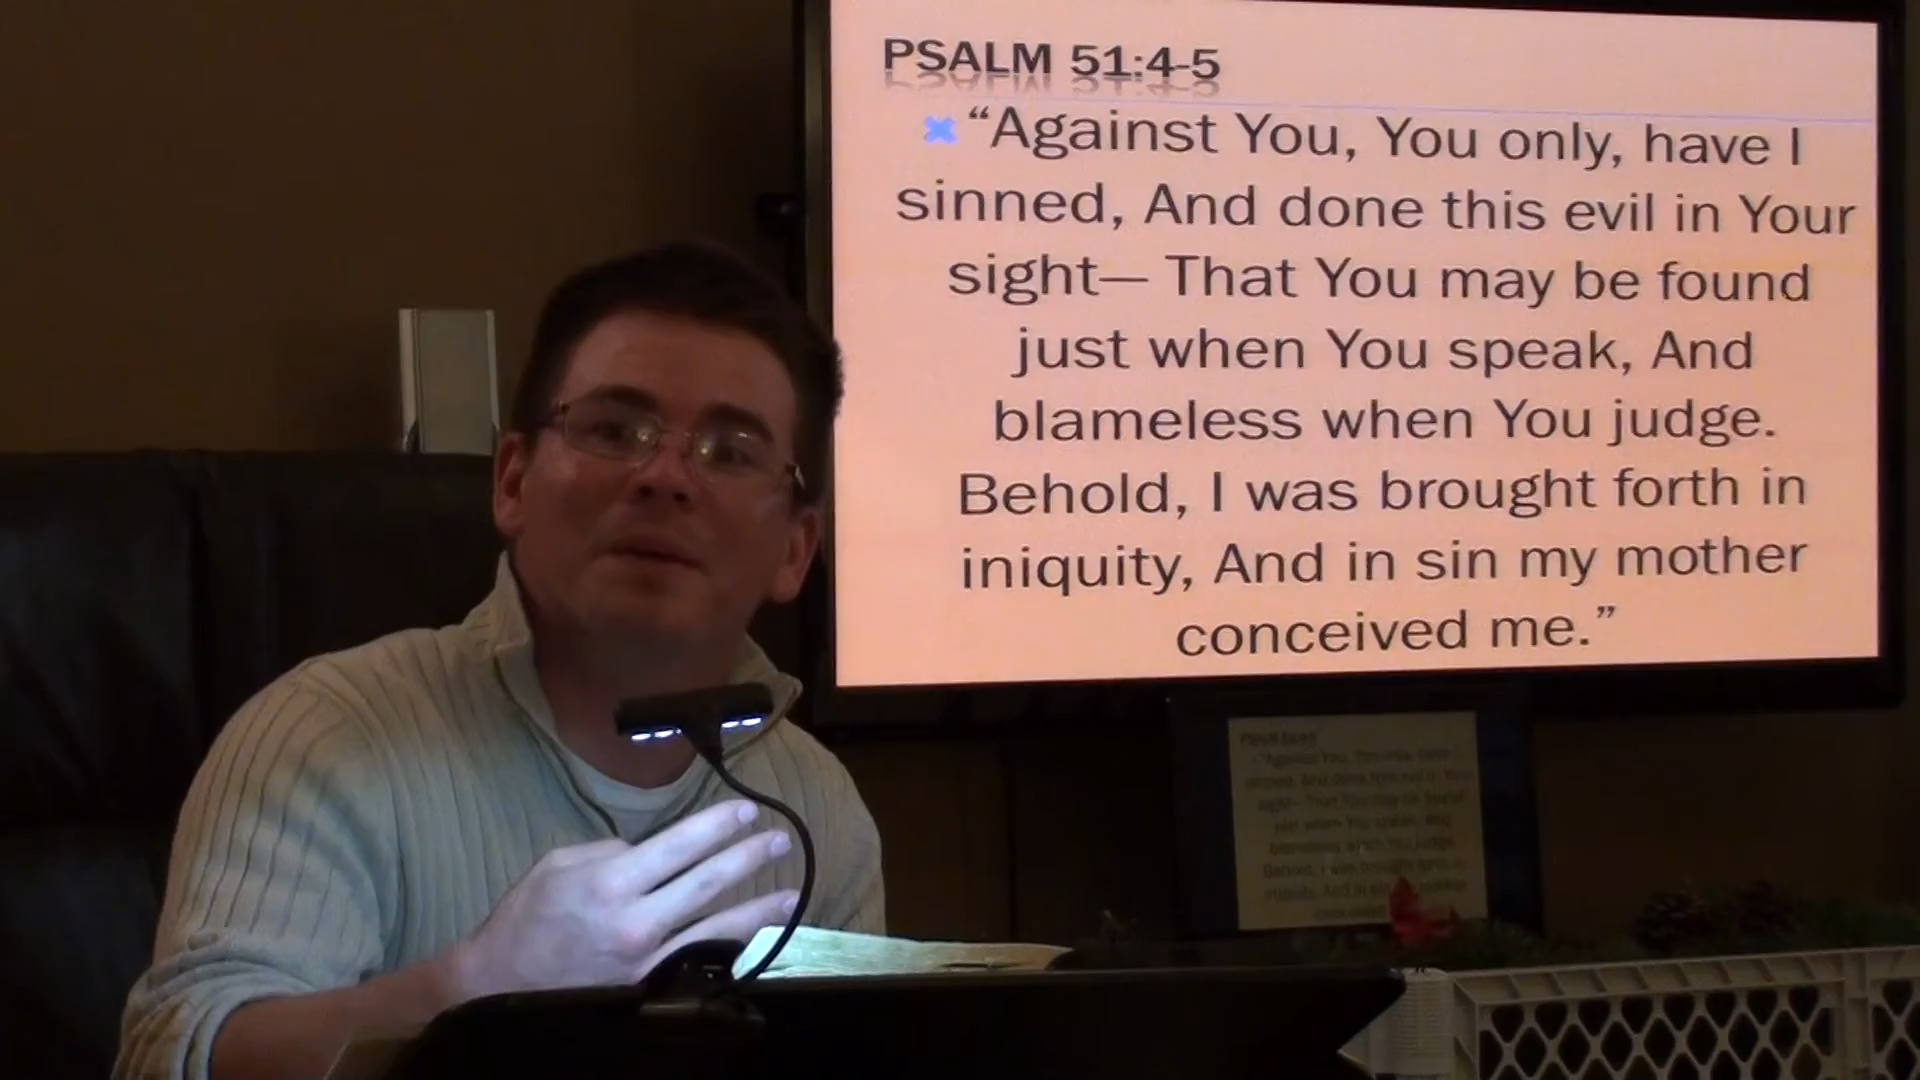 PSALM 51:4-5
“Against You, You only, have I
sinned, And done this evil in Your
sight— That You may be found
just when You speak, And
blameless when You judge.
Behold, I was brought forth in
iniquity, And in sin my mother
conceived me.”